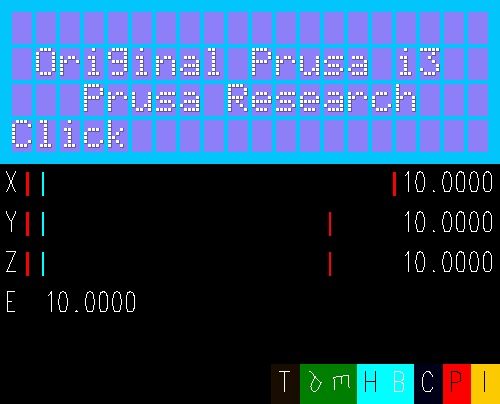 Original Prusa i3
Prusa Research
Click
X 10.0000
Y 10.0000
Z 10.0000
E 10.0000
T H B C P I